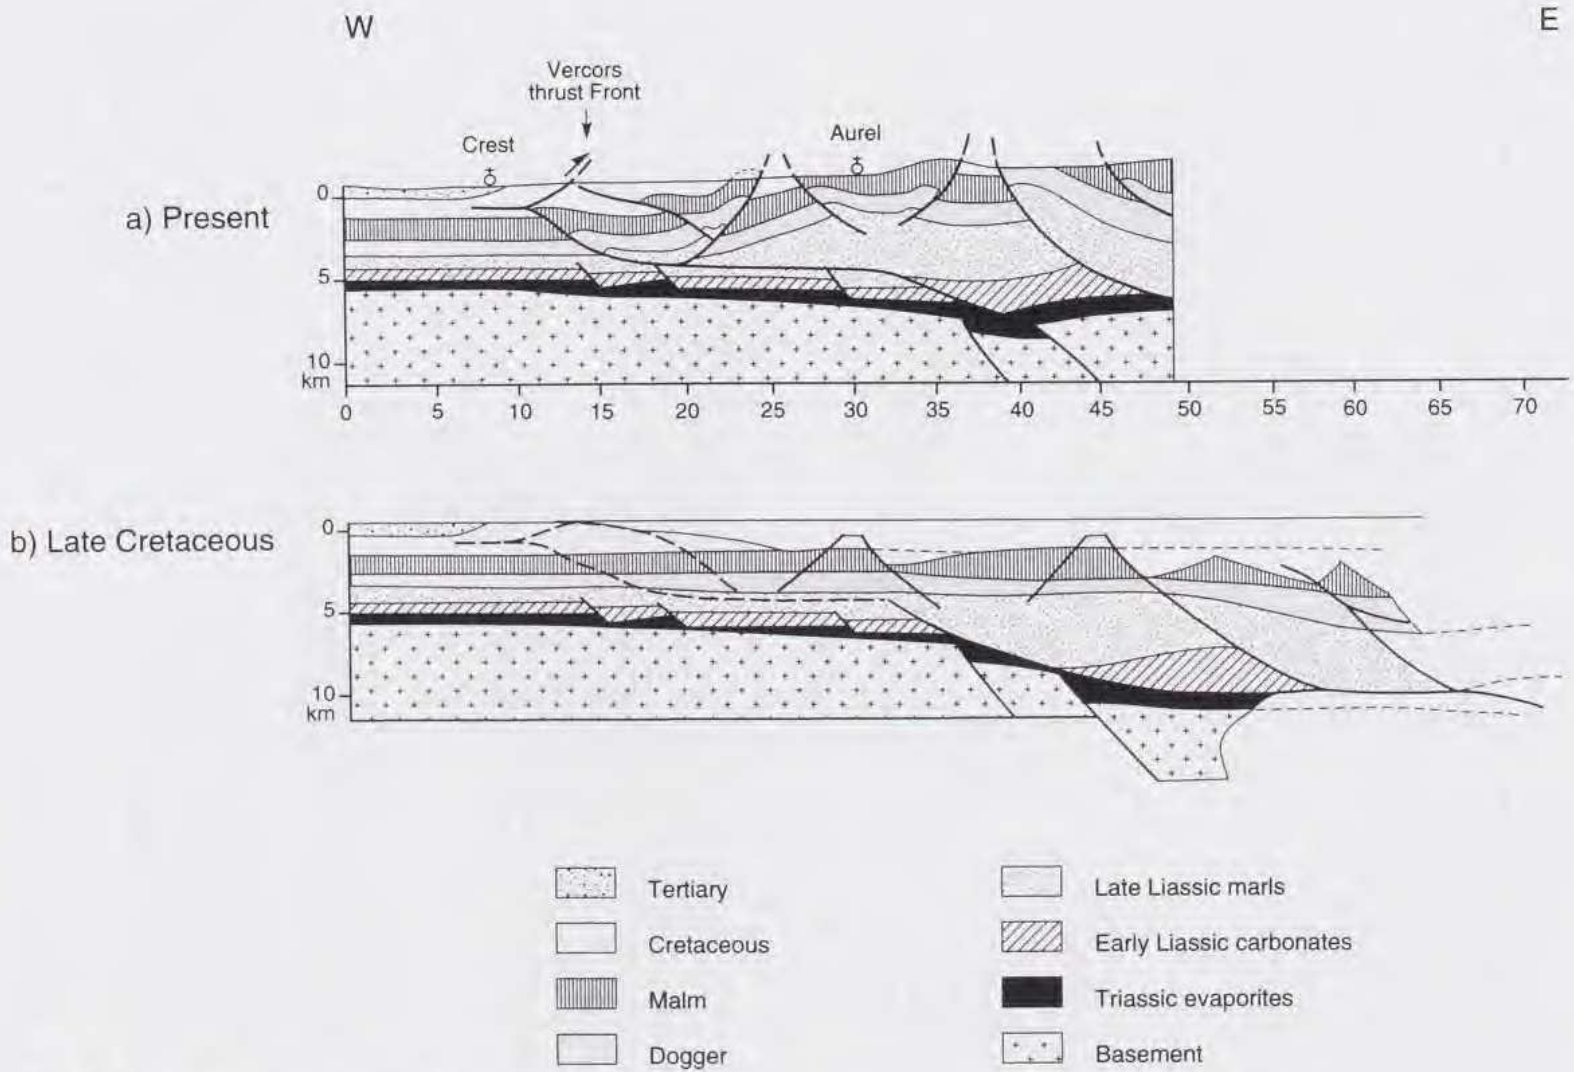 W
E
Vercors
thrust Front
Crest
Aurel
a) Present
0
5
10
km
0 5 10 15 20 25 30 35 40 45 50 55 60 65 70
b) Late Cretaceous
0
5
10
km
Tertiary
Cretaceous
Malm
Dogger
Late Liassic marls
Early Liassic carbonates
Triassic evaporites
Basement